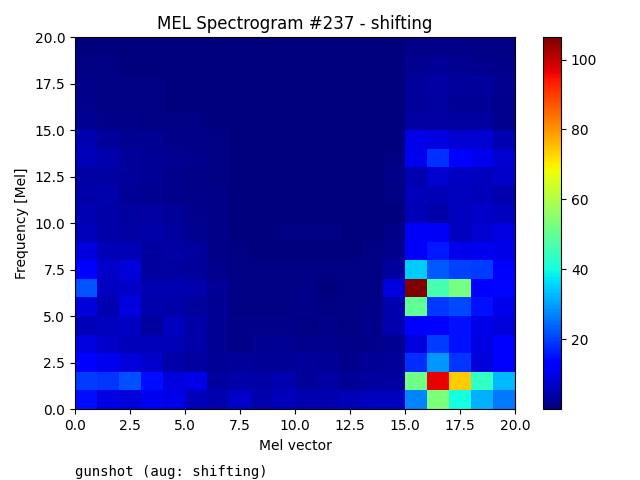 MEL Spectrogram #237 - shifting
20.0
17.5
15.0
12.5
10.0
7.5
5.0
2.5
0.0
Frequency [Mel]
0.0 2.5 5.0 7.5 10.0 12.5 15.0 17.5 20.0
Mel vector
100
80
60
40
20
gunshot (aug: shifting)